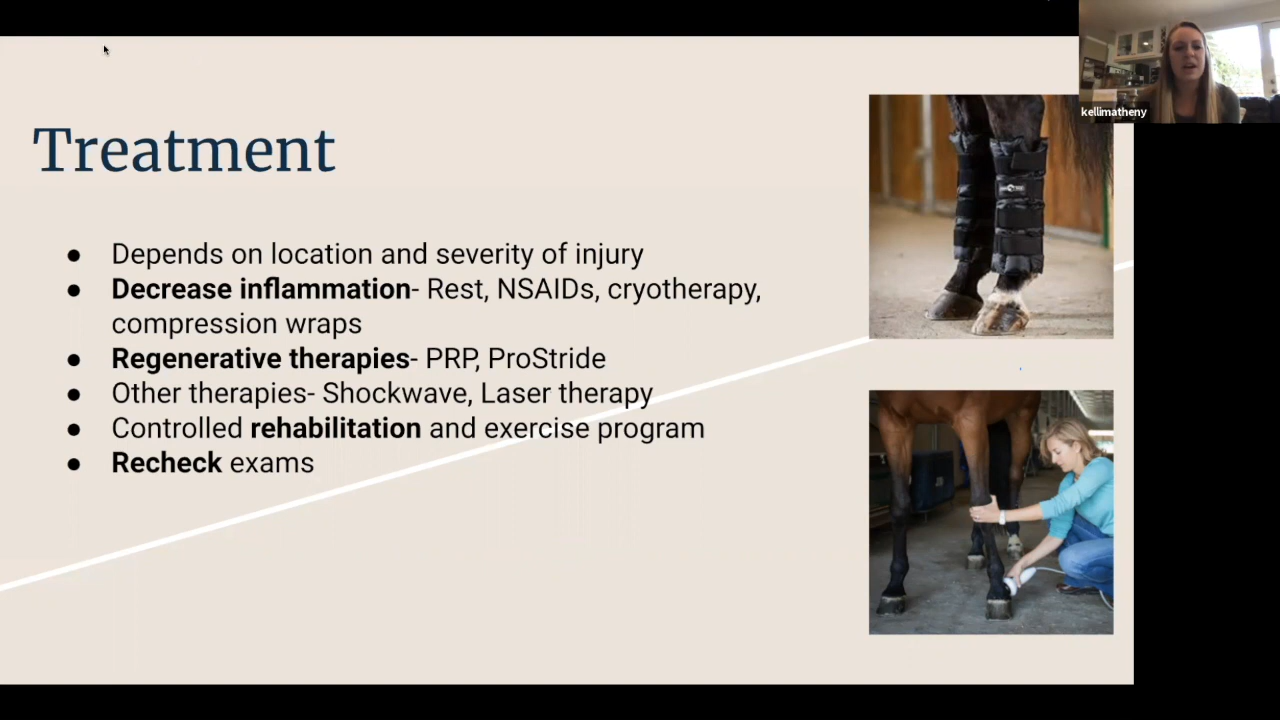 kellimatheny
Treatment
● Depends on location and severity of injury
● Decrease inflammation- Rest, NSAIDs, cryotherapy,
compression wraps
● Regenerative therapies- PRP, ProStride
● Other therapies- Shockwave, Laser therapy
● Controlled rehabilitation and exercise program
● Recheck exams